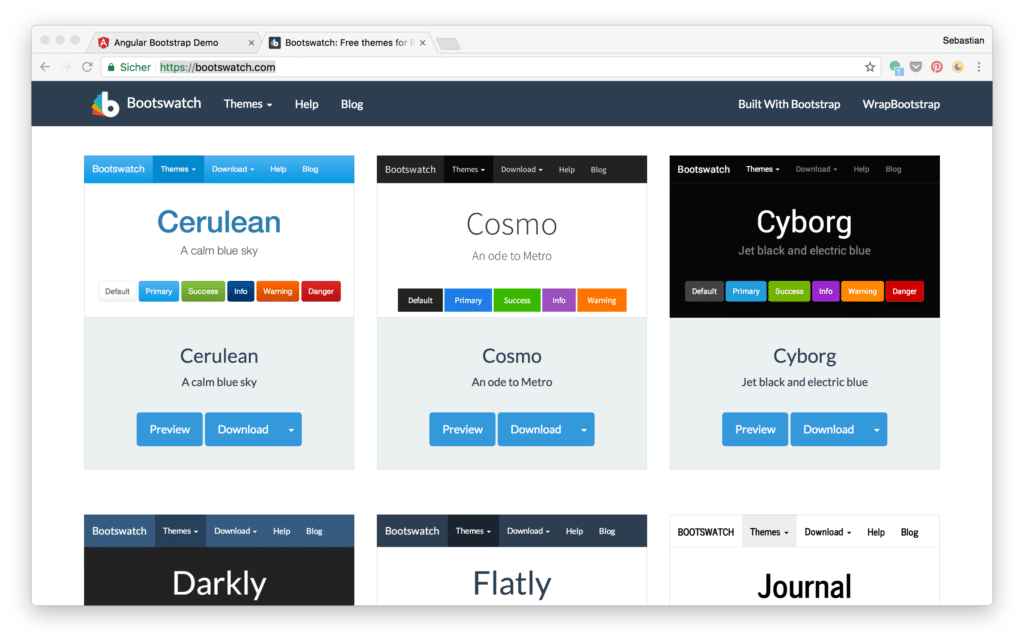 Angular Bootstrap Demo
Bootswatch: Free themes for B
Sebastian
Sicher https://bootswatch.com
Bootswatch Themes Help Blog Built With Bootstrap WrapBootstrap
Bootswatch Themes Download Help Blog
Cerulean
A calm blue sky
Default Primary Success Info Warning Danger
Cerulean
A calm blue sky
Preview Download
Bootswatch Themes Download Help Blog
Cosmo
An ode to Metro
Default Primary Success Info Warning
Cosmo
An ode to Metro
Preview Download
Bootswatch Themes Download Help Blog
Cyborg
Jet black and electric blue
Default Primary Success Info Warning Danger
Cyborg
Jet black and electric blue
Preview Download
Bootswatch Themes Download Help Blog
Darkly
Bootswatch Themes Download Help Blog
Flatly
BOOTSWATCH Themes Download Help Blog
Journal